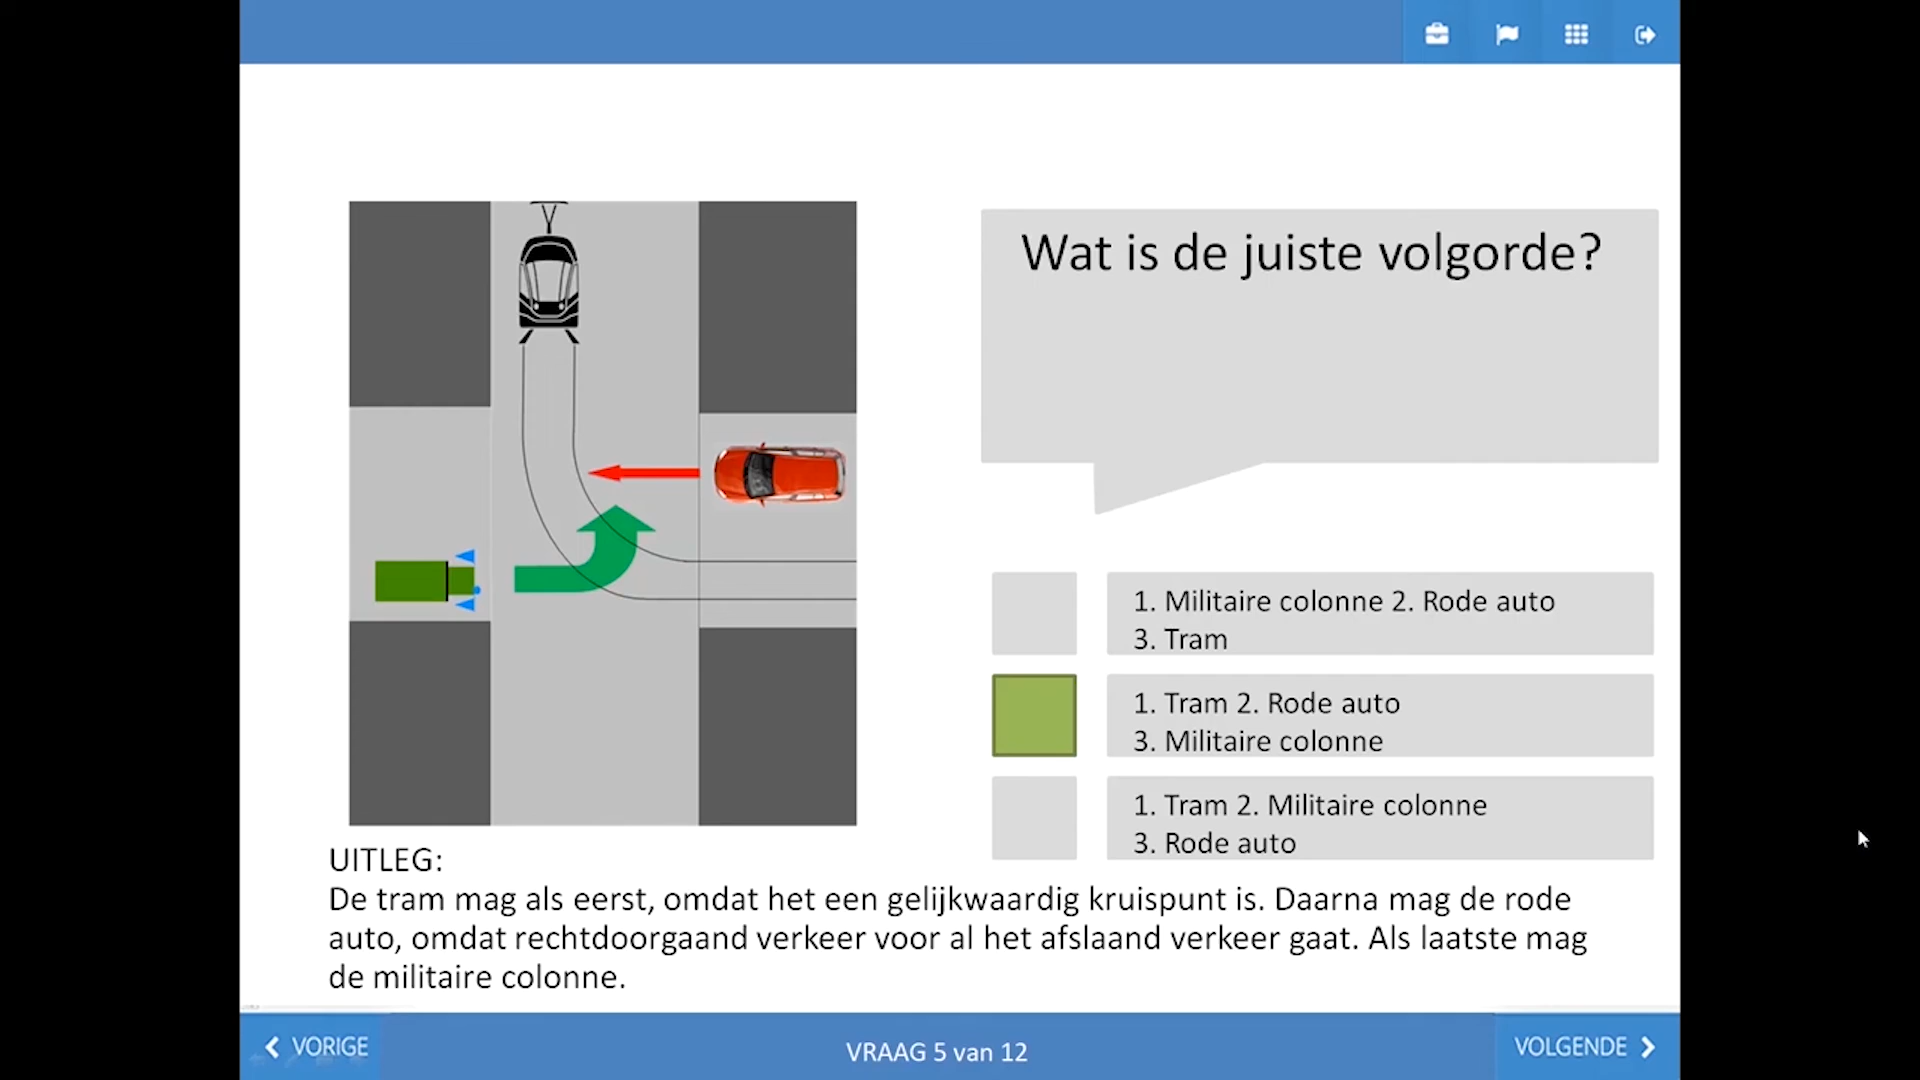 Wat is de juiste volgorde?
1. Militaire colonne 2. Rode auto
3. Tram
1. Tram 2. Rode auto
3. Militaire colonne
1. Tram 2. Militaire colonne
3. Rode auto
UITLEG:
De tram mag als eerst, omdat het een gelijkwaardig kruispunt is. Daarna mag de rode
auto, omdat rechtdoorgaand verkeer voor al het afslaand verkeer gaat. Als laatste mag
de militaire colonne.
VORIGE
VRAAG 5 van 12
VOLGENDE